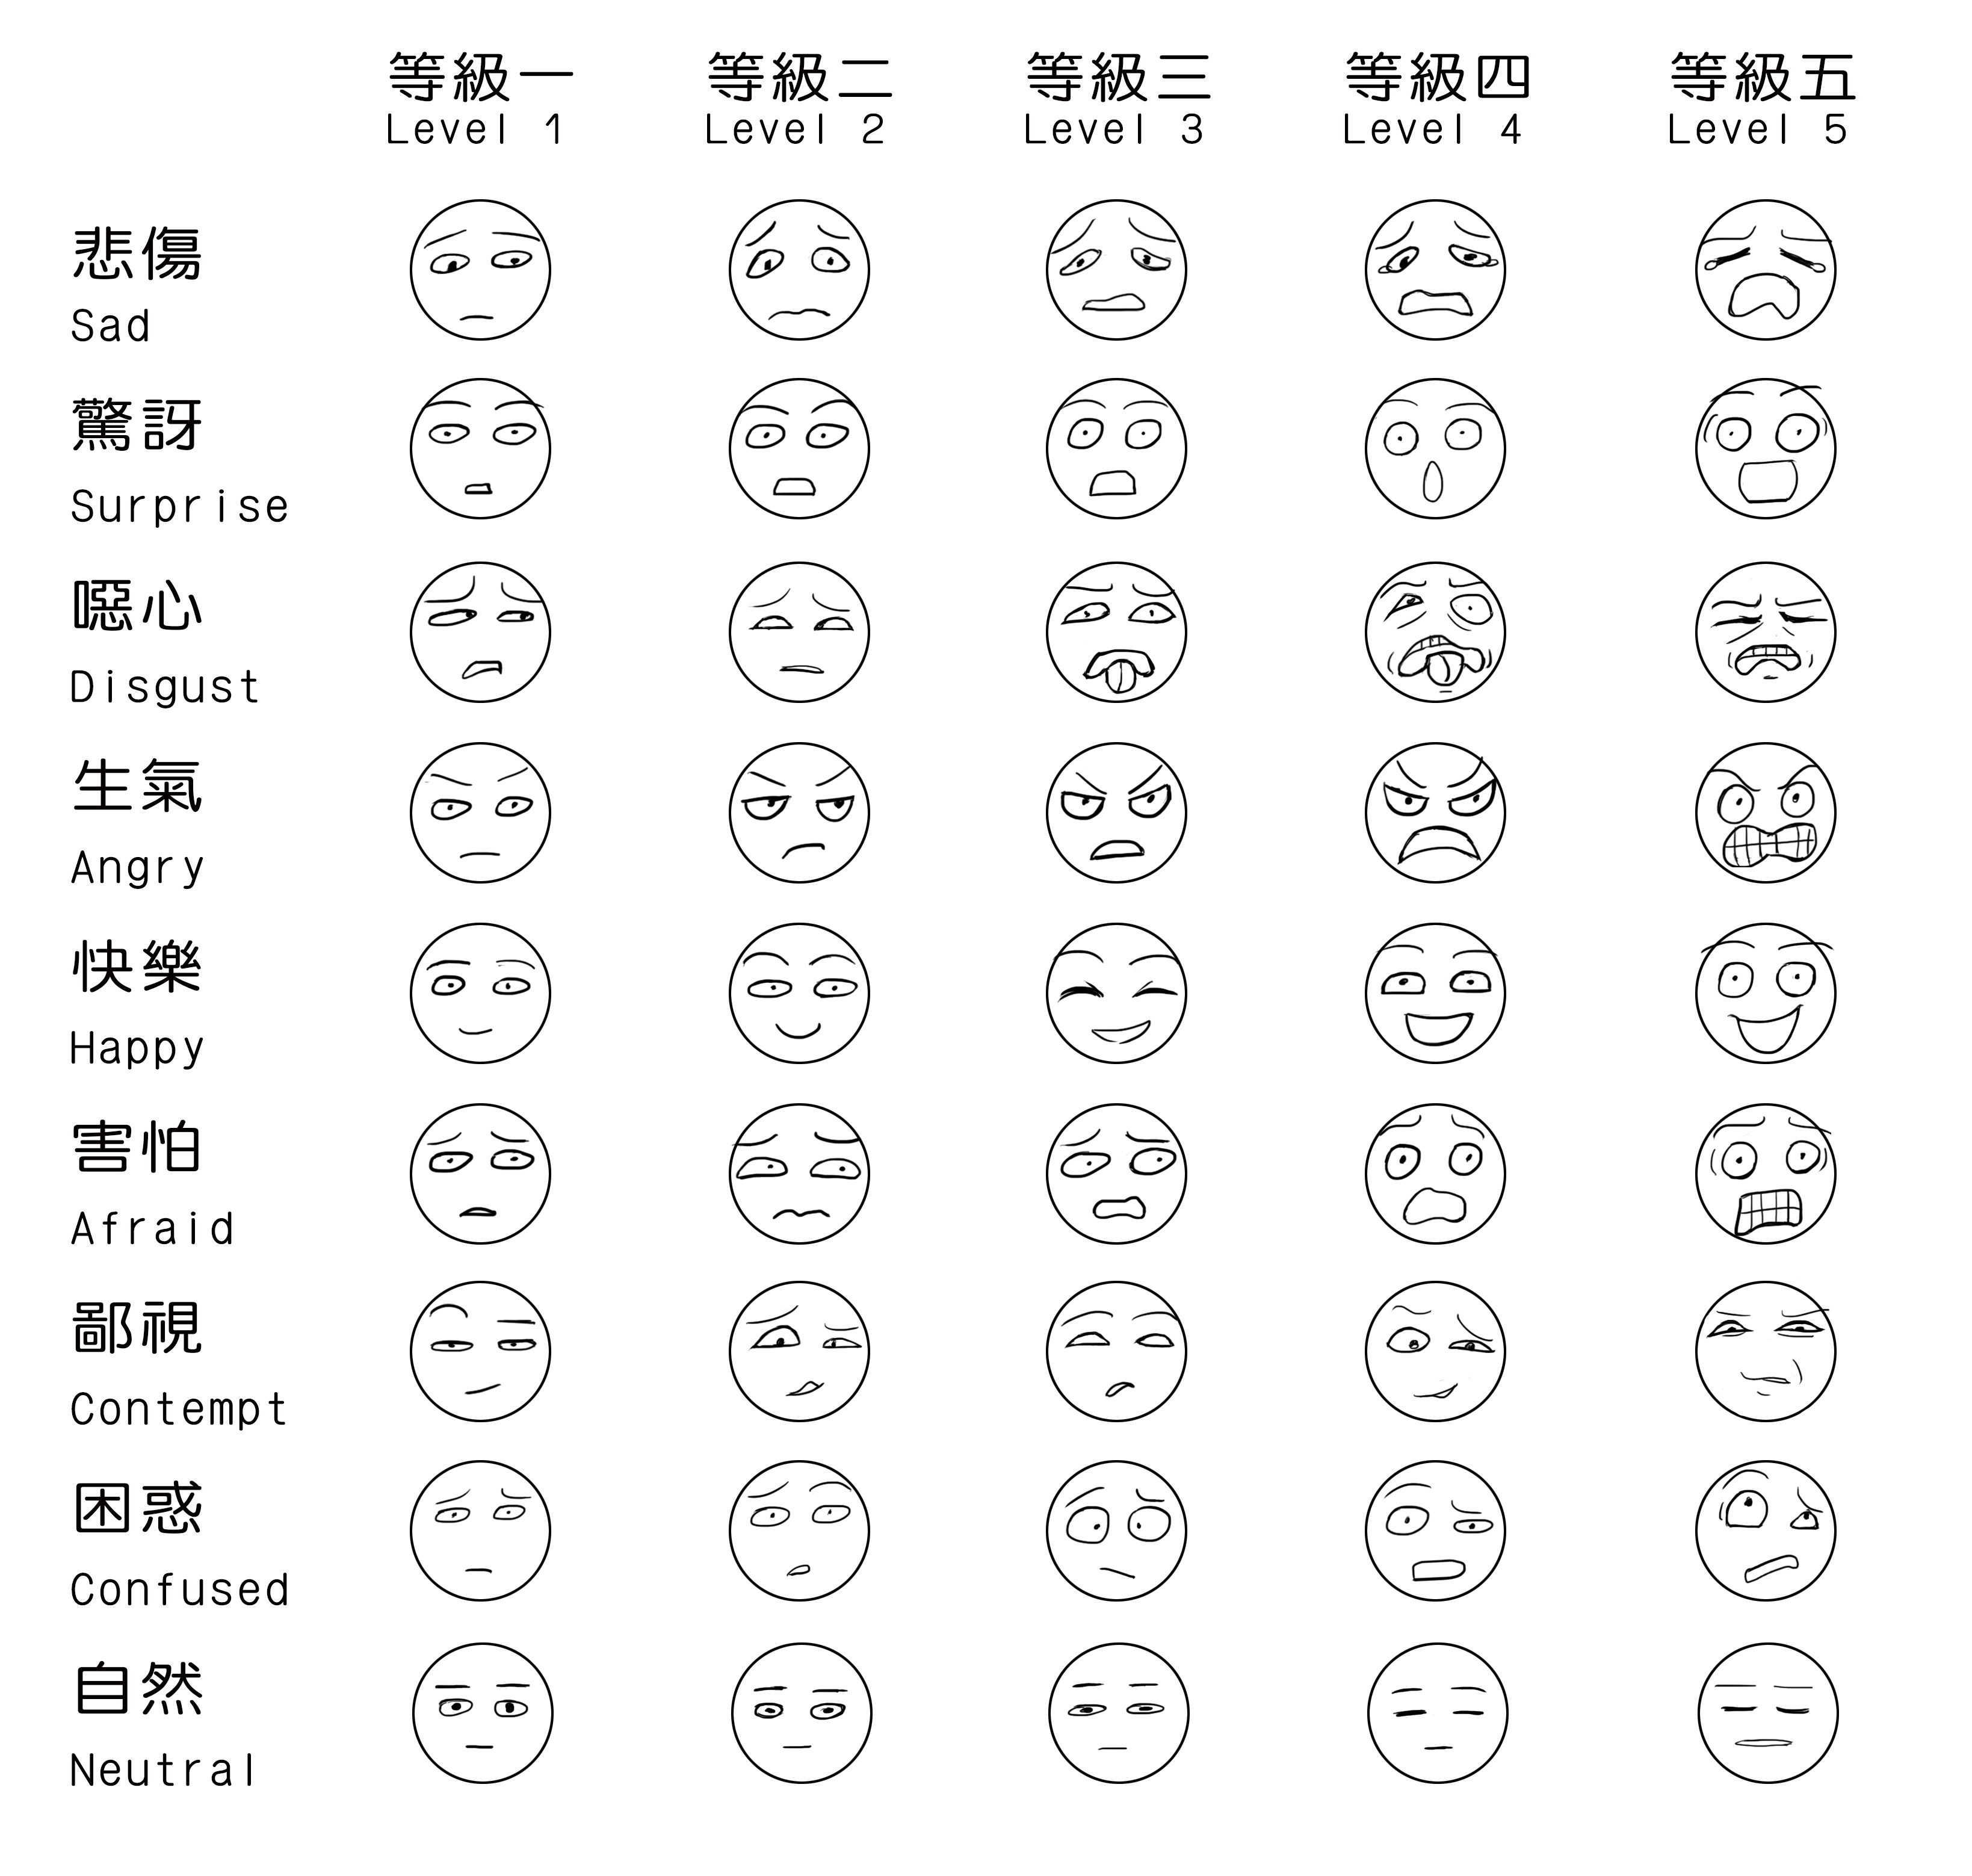 等級一 等級二 等級三 等級四 等級五
Level 1 Level 2 Level 3 Level 4 Level 5
悲傷
Sad
驚訝
Surprise
噁心
Disgust
生氣
Angry
快樂
Happy
害怕
Afraid
鄙視
Contempt
困惑
Confused
自然
Neutral